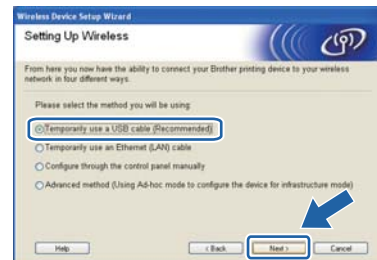 Wireless Device Setup Wizard
Setting Up Wireless
From here you now have the ability to connect your Brother printing device to your wireless
network in four different ways.
Please select the method you will be using:
Temporarily use a USB cable (Recommended)
Temporarily use an Ethernet (LAN) cable
Configure through the control panel manually
Advanced method (Using Ad-hoc mode to configure the device for infrastructure mode)
Help
< Back
Next >
Cancel